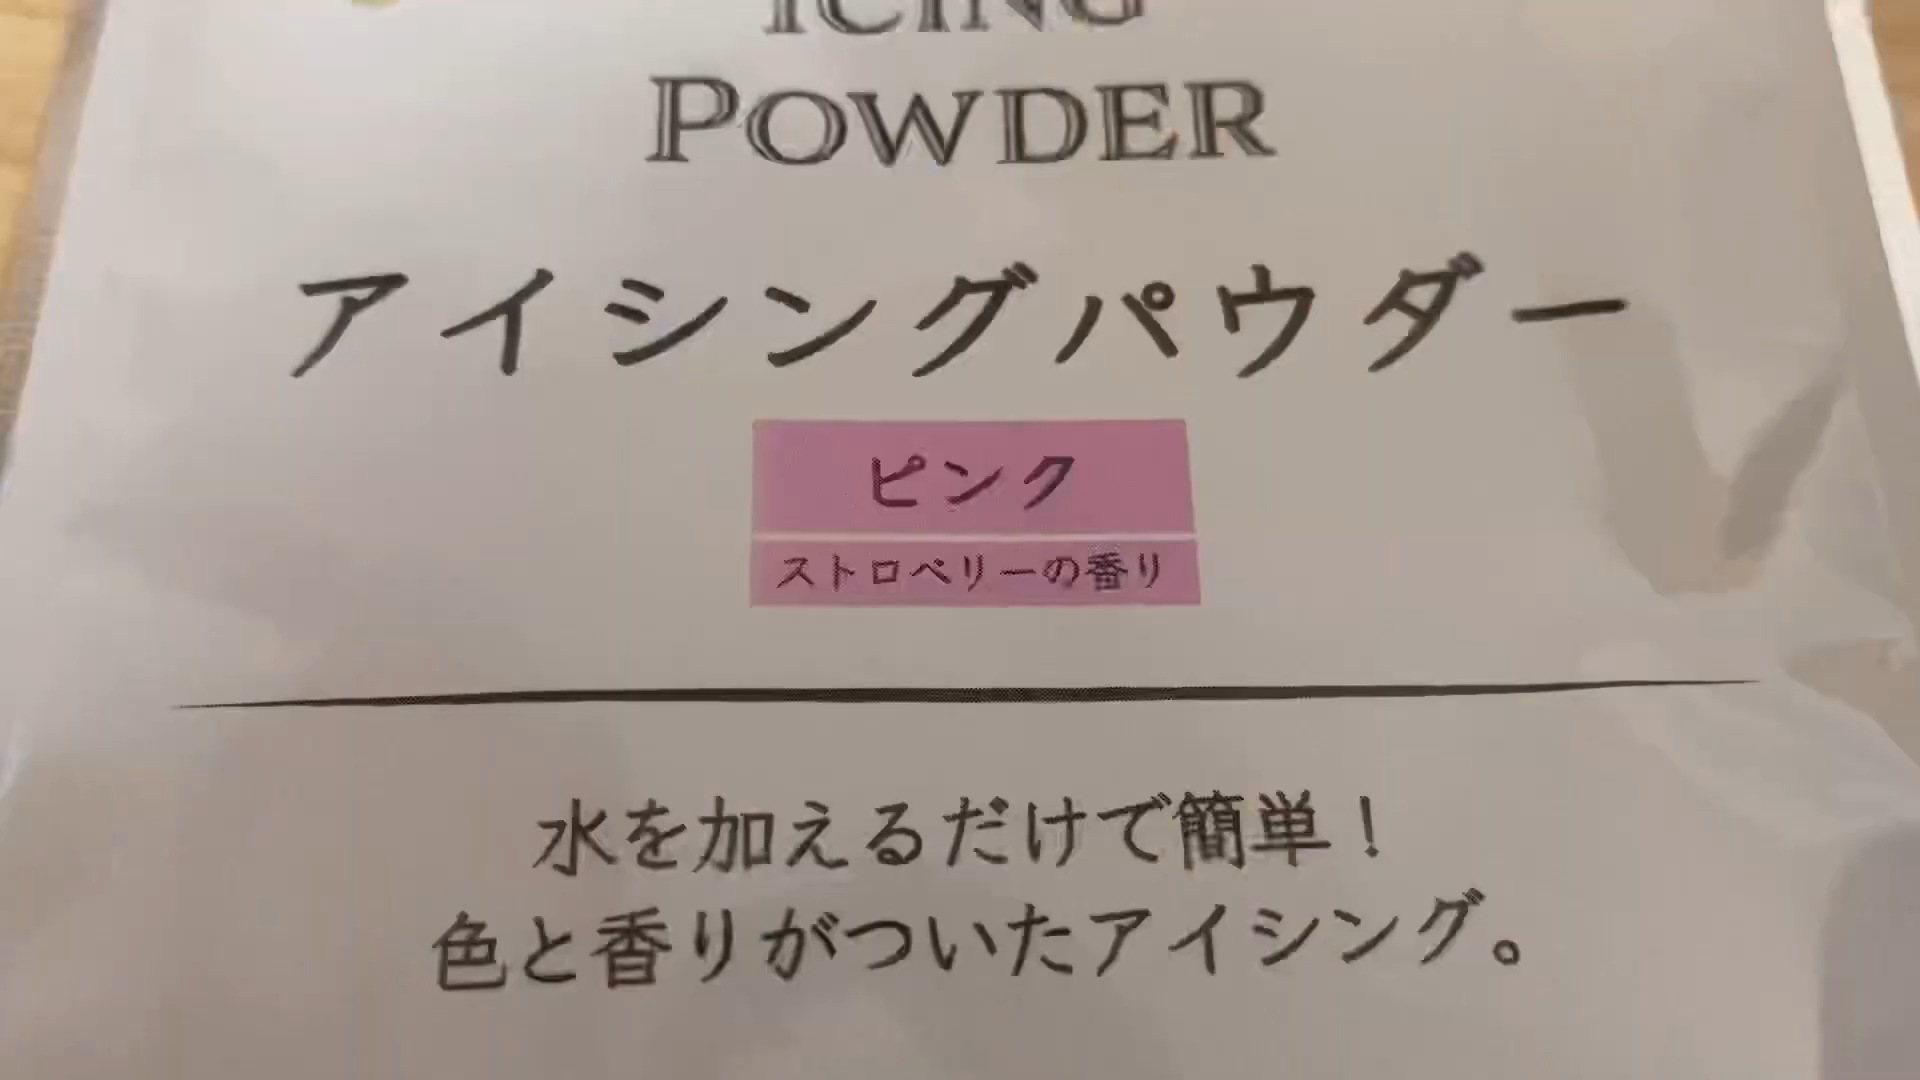 ICING
POWDER
アイシングパウダー
ピンク
ストロベリーの香り
水を加えるだけで簡単！
色と香りがついたアイシング。